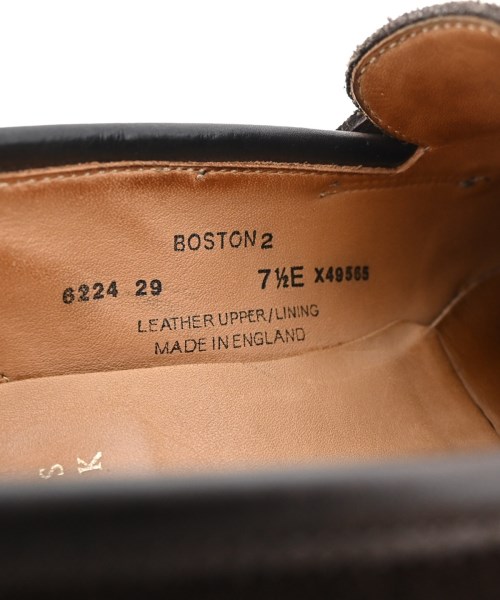 BOSTON 2
6224 29 7½E X49565
LEATHER UPPER/LINING
MADE IN ENGLAND
S
K